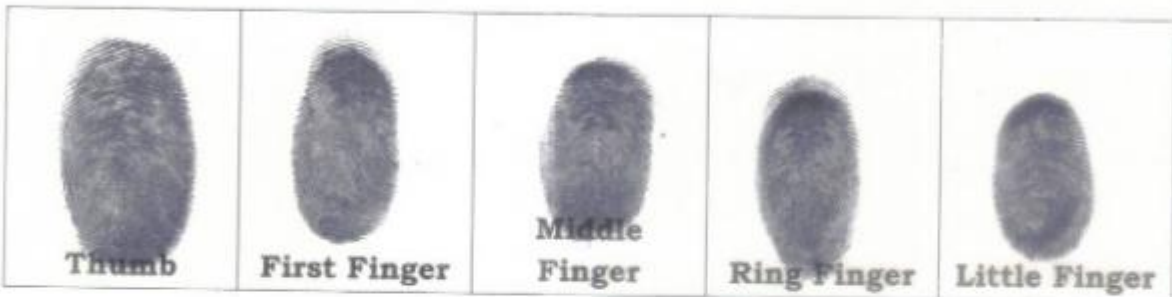 Thumb
First Finger
Middle
Finger
Ring Finger
Little Finger